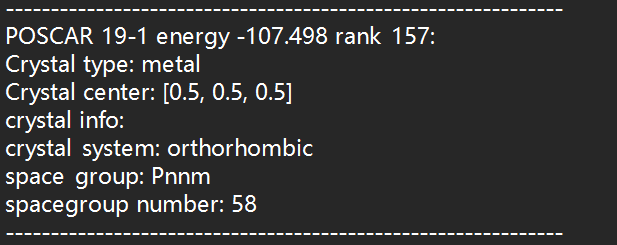 -----------------------------------------------------------
POSCAR 19-1 energy -107.498 rank 157:
Crystal type: metal
Crystal center: [0.5, 0.5, 0.5]
crystal info:
crystal system: orthorhombic
space group: Pnnm
spacegroup number: 58
-----------------------------------------------------------